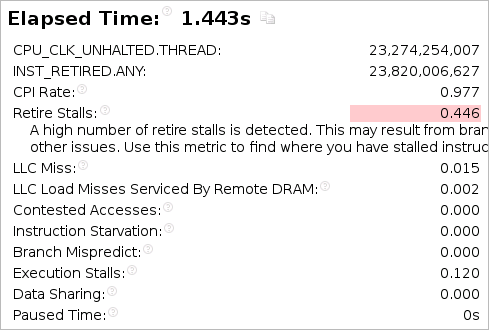 Elapsed Time: 1.443s
CPU_CLK_UNHALTED.THREAD: 23,274,254,007
INST_RETIRED.ANY: 23,820,006,627
CPI Rate: 0.977
Retire Stalls: 0.446
A high number of retire stalls is detected. This may result from
other issues. Use this metric to find where you have stalled
LLC Miss: 0.015
LLC Load Misses Serviced By Remote DRAM: 0.002
Contested Accesses: 0.000
Instruction Starvation: 0.000
Branch Mispredict: 0.000
Execution Stalls: 0.120
Data Sharing: 0.000
Paused Time: 0s